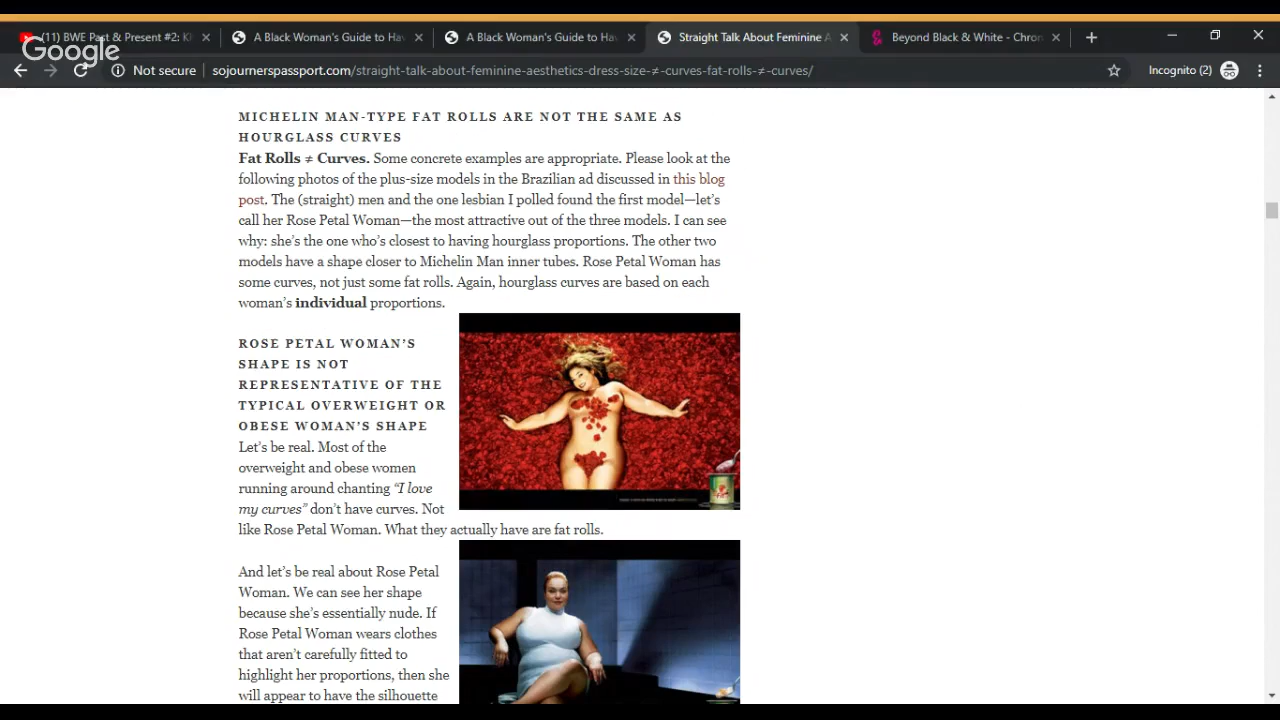 (11) BWE Past & Present #2: K
A Black Woman's Guide to Hav
A Black Woman's Guide to Hav
Straight Talk About Feminine A
Beyond Black & White - Chron
Google
Not secure
sojournerspassport.com/straight-talk-about-feminine-aesthetics-dress-size-≠-curves-fat-rolls-≠-curves/
Incognito (2)
MICHELIN MAN-TYPE FAT ROLLS ARE NOT THE SAME AS
HOURGLASS CURVES
Fat Rolls ≠ Curves. Some concrete examples are appropriate. Please look at the
following photos of the plus-size models in the Brazilian ad discussed in this blog
post. The (straight) men and the one lesbian I polled found the first model—let's
call her Rose Petal Woman—the most attractive out of the three models. I can see
why: she's the one who's closest to having hourglass proportions. The other two
models have a shape closer to Michelin Man inner tubes. Rose Petal Woman has
some curves, not just some fat rolls. Again, hourglass curves are based on each
woman's individual proportions.
ROSE PETAL WOMAN'S
SHAPE IS NOT
REPRESENTATIVE OF THE
TYPICAL OVERWEIGHT OR
OBESE WOMAN'S SHAPE
Let's be real. Most of the
overweight and obese women
running around chanting "I love
my curves" don't have curves. Not
like Rose Petal Woman. What they actually have are fat rolls.
And let's be real about Rose Petal
Woman. We can see her shape
because she's essentially nude. If
Rose Petal Woman wears clothes
that aren't carefully fitted to
highlight her proportions, then she
will appear to have the silhouette